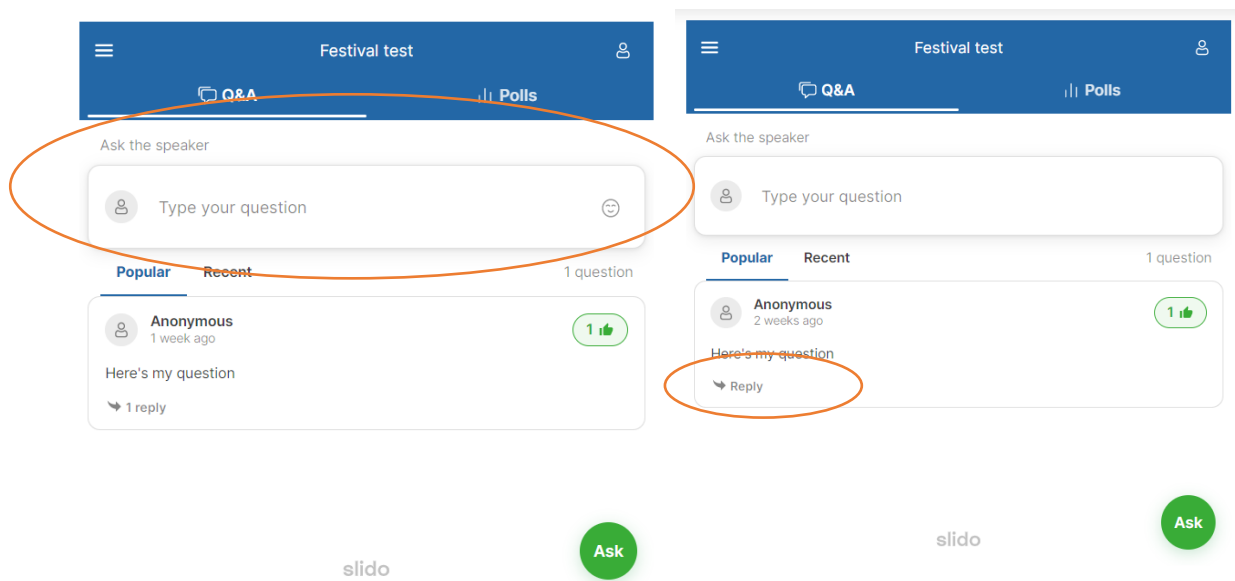 Festival test
Q&A
Polls
Ask the speaker
Type your question
Popular Recent 1 question
Anonymous
1 week ago
1
Here's my question
1 reply
Ask
slido
Festival test
Q&A
Polls
Ask the speaker
Type your question
Popular Recent 1 question
Anonymous
2 weeks ago
1
Here's my question
Reply
Ask
slido